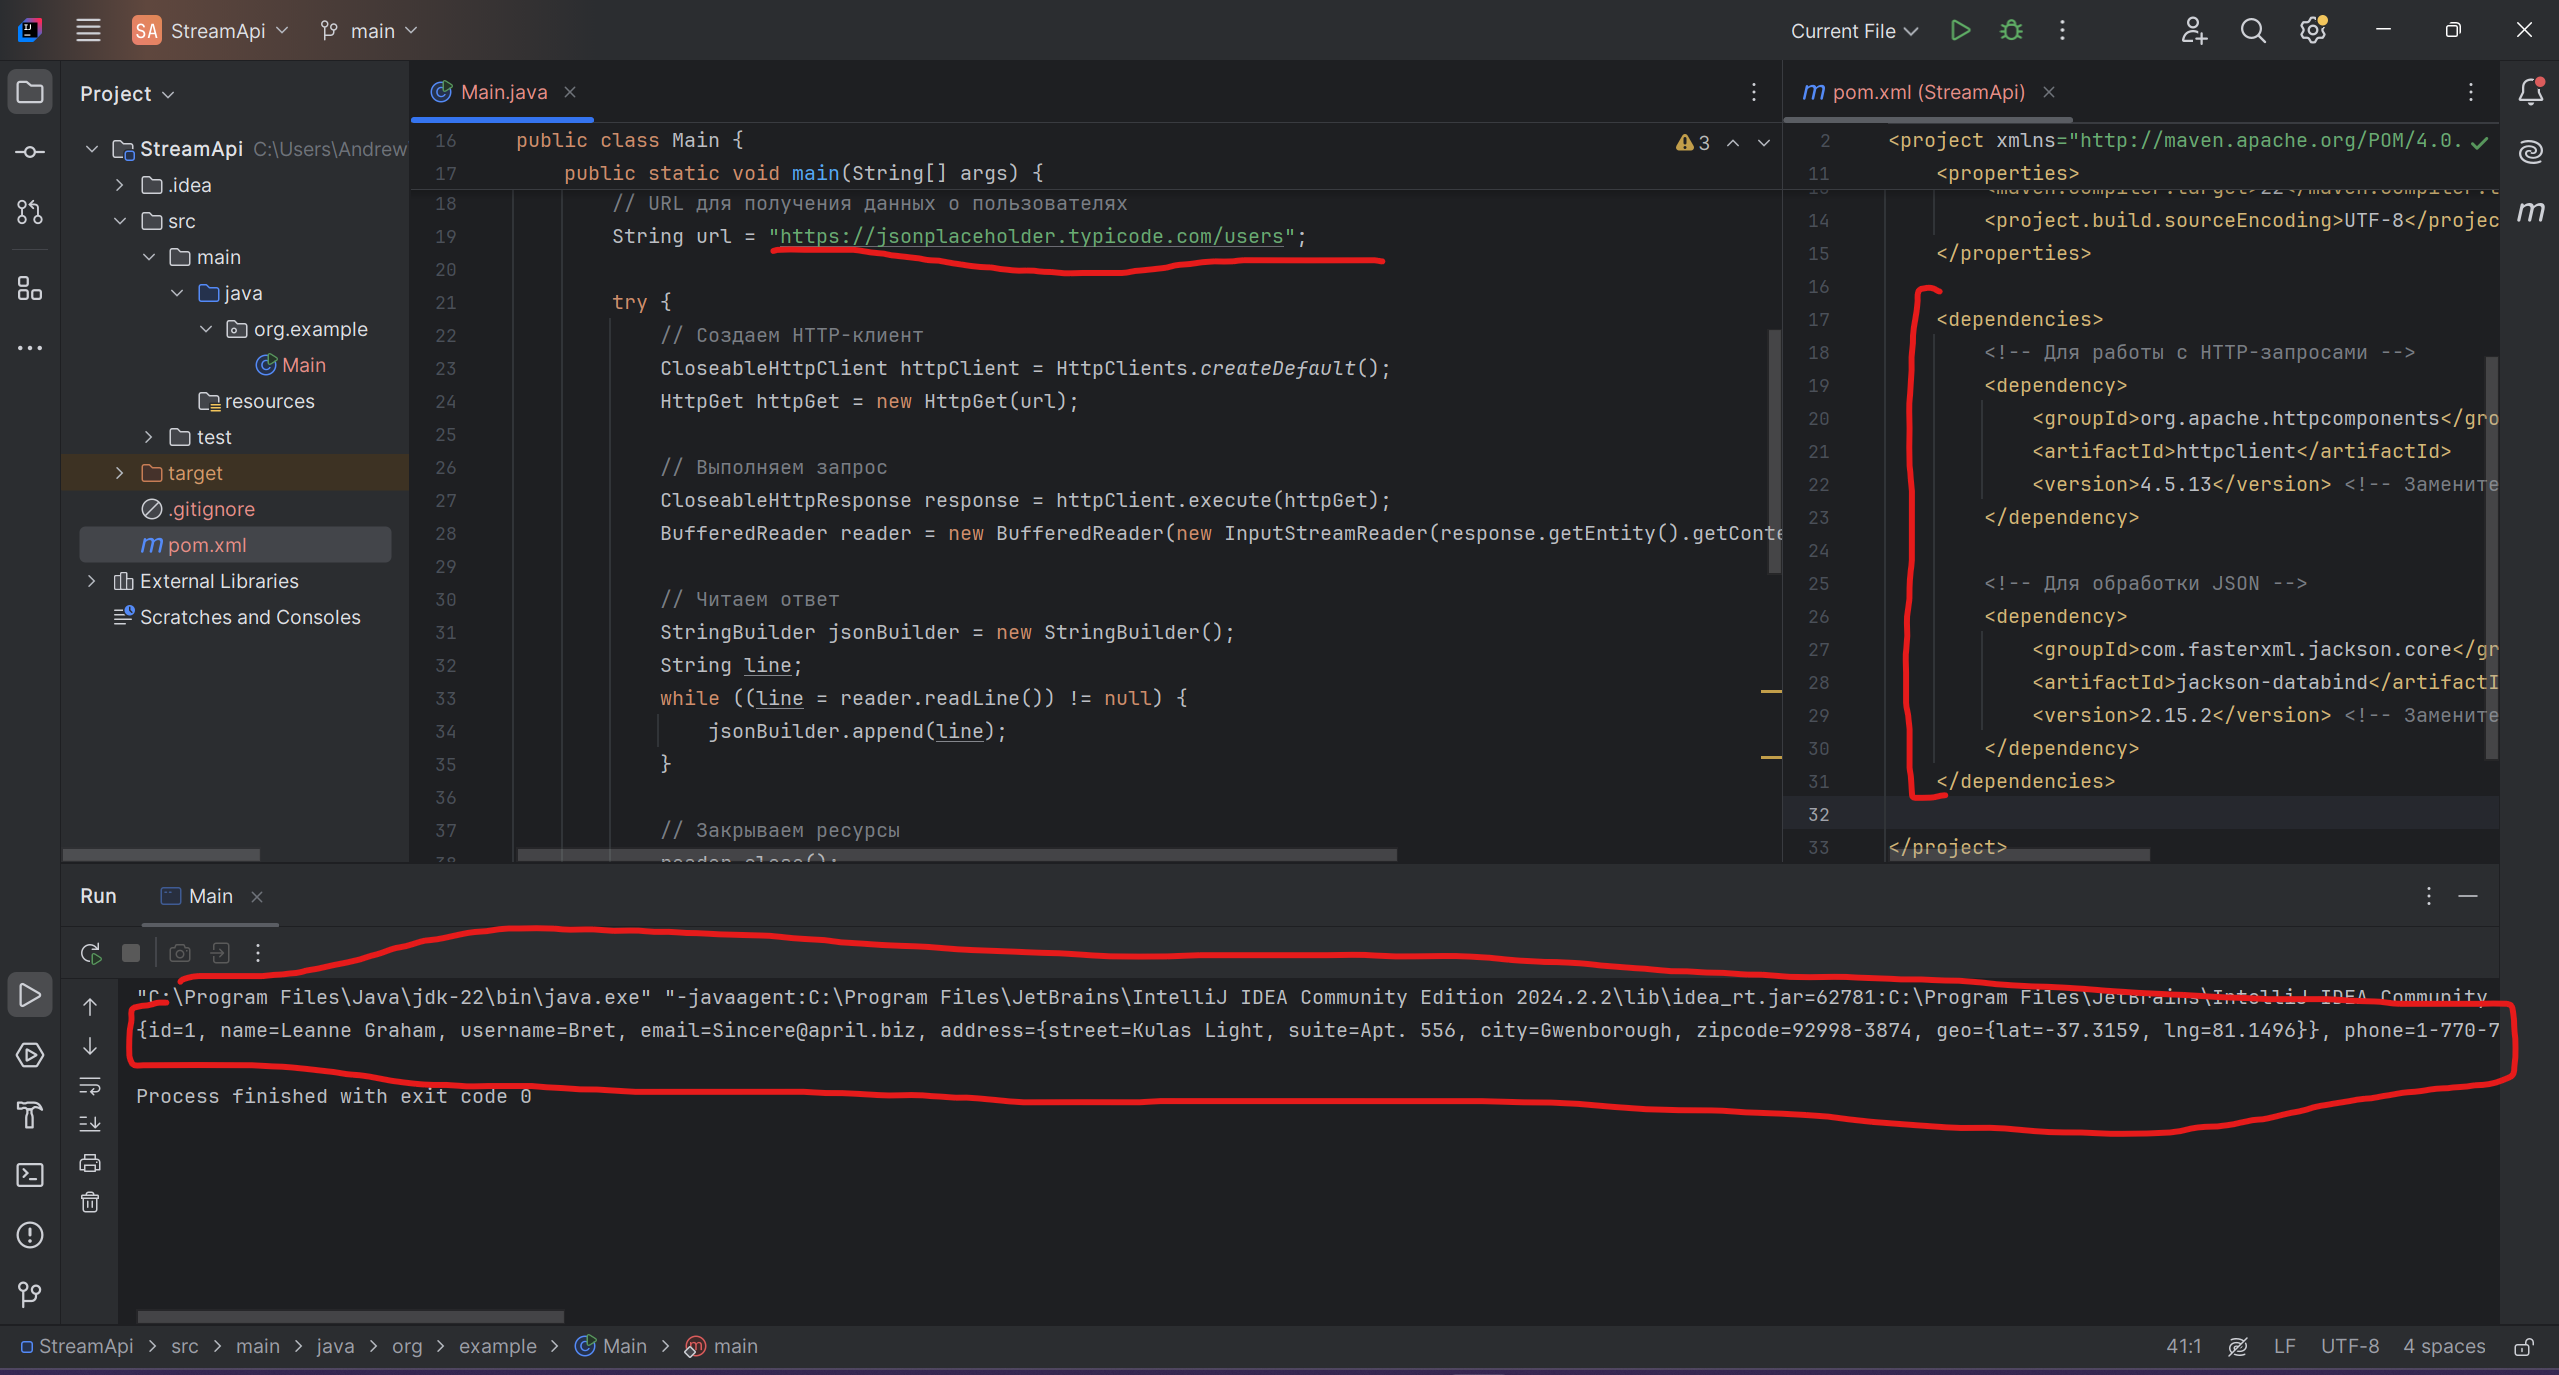 SA StreamApi main Current File
Project
StreamApi C:\Users\Andrew
.idea
src
main
java
org.example
Main
resources
test
target
.gitignore
pom.xml
External Libraries
Scratches and Consoles
Main.java
3
16 public class Main {
17 public static void main(String[] args) {
18 // URL для получения данных о пользователях
19 String url = "https://jsonplaceholder.typicode.com/users";
20
21 try {
22 // Создаем HTTP-клиент
23 CloseableHttpClient httpClient = HttpClients.createDefault();
24 HttpGet httpGet = new HttpGet(url);
25
26 // Выполняем запрос
27 CloseableHttpResponse response = httpClient.execute(httpGet);
28 BufferedReader reader = new BufferedReader(new InputStreamReader(response.getEntity().getConte
29
30 // Читаем ответ
31 StringBuilder jsonBuilder = new StringBuilder();
32 String line;
33 while ((line = reader.readLine()) != null) {
34 jsonBuilder.append(line);
35 }
36
37 // Закрываем ресурсы
reader.close();
m pom.xml (StreamApi)
2 <project xmlns="http://maven.apache.org/POM/4.0.
11 <properties>
14 <project.build.sourceEncoding>UTF-8</projec
15 </properties>
16
17 <dependencies>
18 <!-- Для работы с HTTP-запросами -->
19 <dependency>
20 <groupId>org.apache.httpcomponents</gro
21 <artifactId>httpclient</artifactId>
22 <version>4.5.13</version> <!-- Замените
23 </dependency>
24
25 <!-- Для обработки JSON -->
26 <dependency>
27 <groupId>com.fasterxml.jackson.core</gr
28 <artifactId>jackson-databind</artifactI
29 <version>2.15.2</version> <!-- Замените
30 </dependency>
31 </dependencies>
32
33 </project>
Run Main
"C:\Program Files\Java\jdk-22\bin\java.exe" "-javaagent:C:\Program Files\JetBrains\IntelliJ IDEA Community Edition 2024.2.2\lib\idea_rt.jar=62781:C:\Program Files\JetBrains\IntelliJ IDEA Community
{id=1, name=Leanne Graham, username=Bret, email=Sincere@april.biz, address={street=Kulas Light, suite=Apt. 556, city=Gwenborough, zipcode=92998-3874, geo={lat=-37.3159, lng=81.1496}}, phone=1-770-7
Process finished with exit code 0
StreamApi > src > main > java > org > example > Main > main
41:1 LF UTF-8 4 spaces